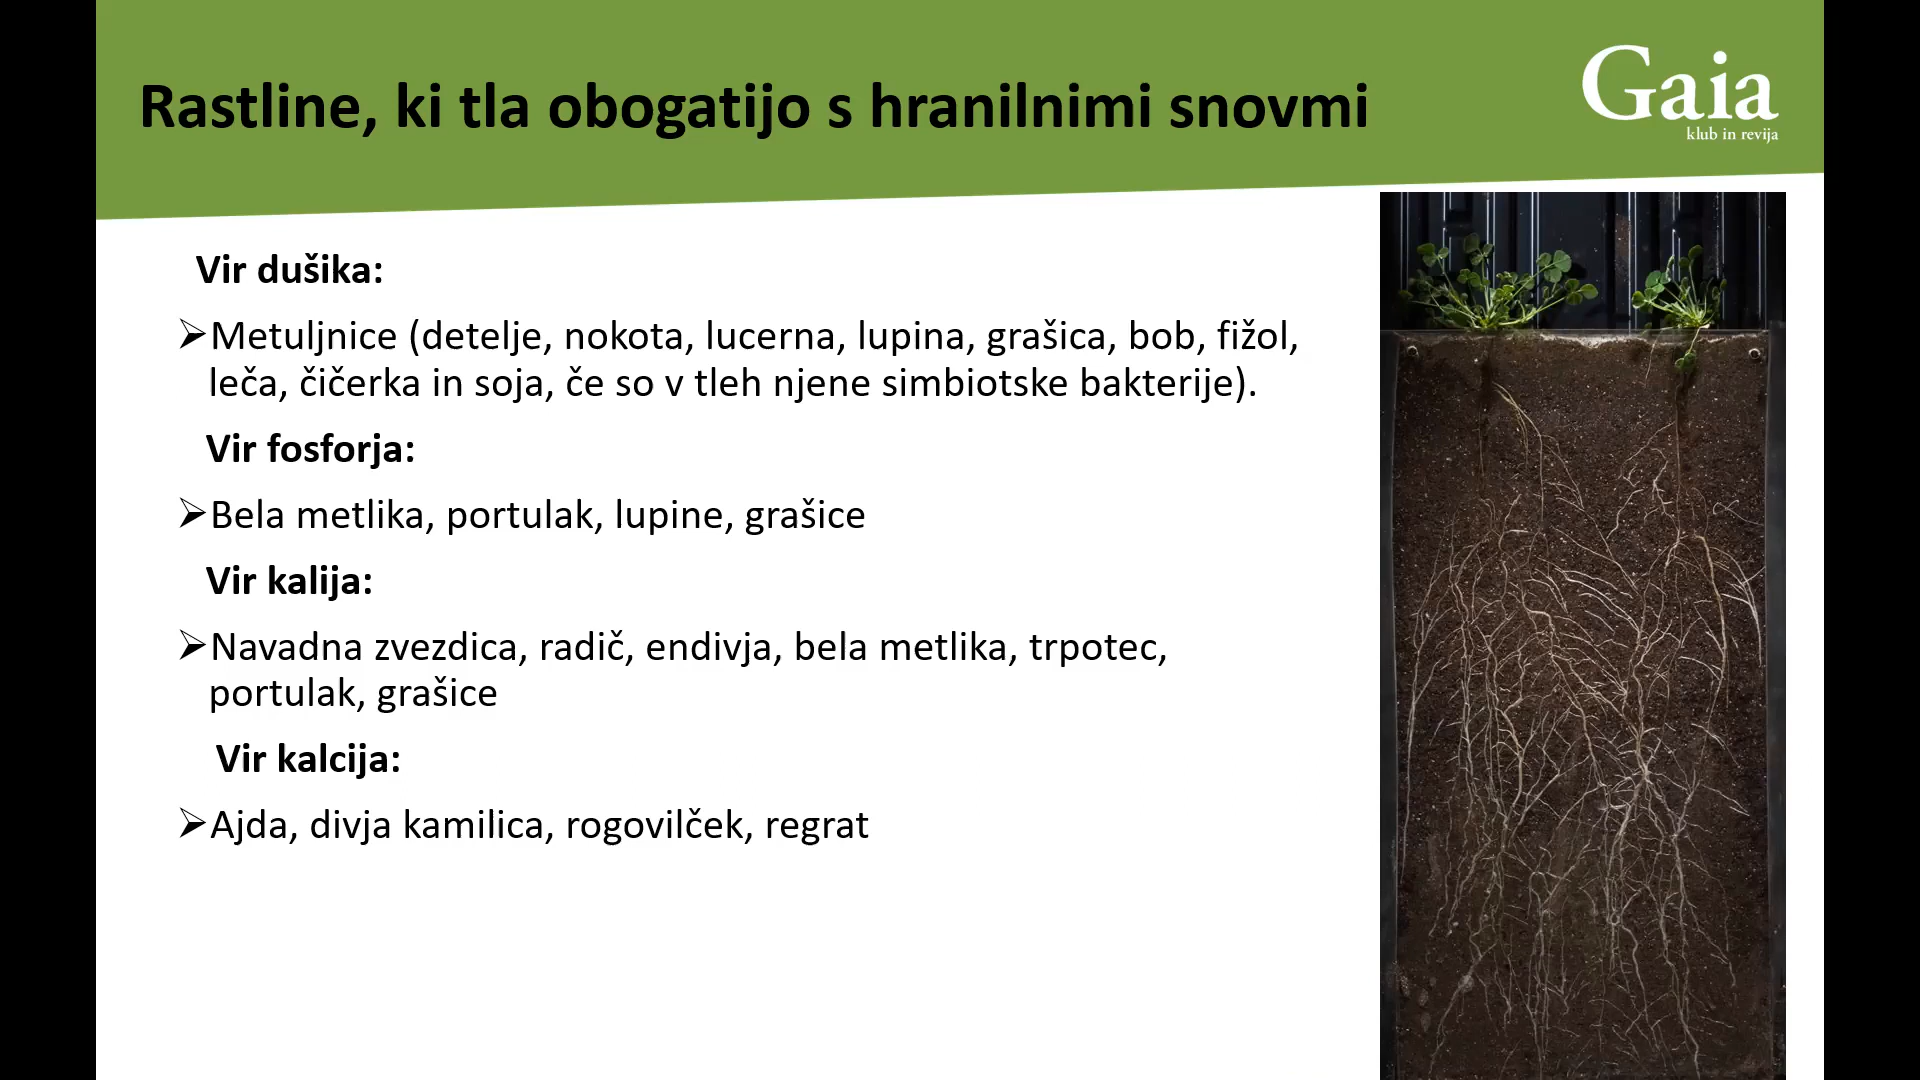 Rastline, ki tla obogatijo s hranilnimi snovmi
Gaia
klub in revija
Vir dušika:
Metuljnice (detelje, nokota, lucerna, lupina, grašica, bob, fižol,
leča, čičerka in soja, če so v tleh njene simbiotske bakterije).
Vir fosforja:
Bela metlika, portulak, lupine, grašice
Vir kalija:
Navadna zvezdica, radič, endivja, bela metlika, trpotec,
portulak, grašice
Vir kalcija:
Ajda, divja kamilica, rogovilček, regrat